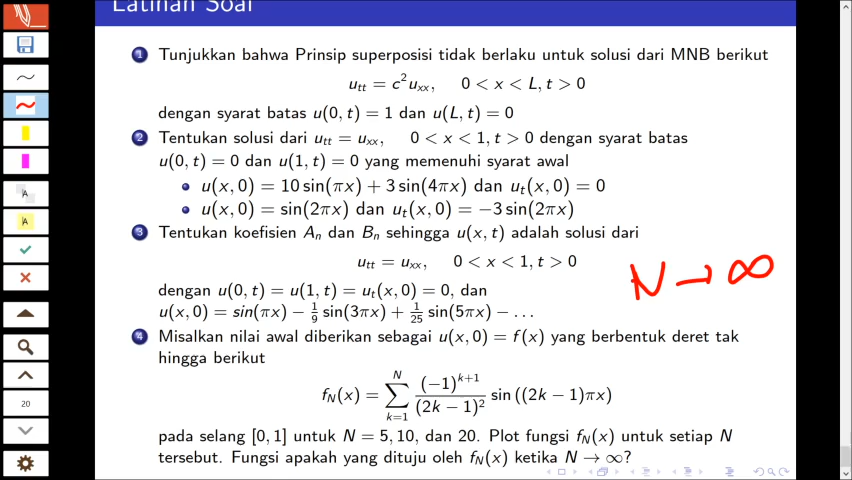 Latihan Soal
1 Tunjukkan bahwa Prinsip superposisi tidak berlaku untuk solusi dari MNB berikut
u_tt = c²u_xx, 0 < x < L, t > 0
dengan syarat batas u(0, t) = 1 dan u(L, t) = 0
2 Tentukan solusi dari u_tt = u_xx, 0 < x < 1, t > 0 dengan syarat batas
u(0, t) = 0 dan u(1, t) = 0 yang memenuhi syarat awal
• u(x, 0) = 10 sin(πx) + 3 sin(4πx) dan u_t(x, 0) = 0
• u(x, 0) = sin(2πx) dan u_t(x, 0) = −3 sin(2πx)
3 Tentukan koefisien A_n dan B_n sehingga u(x, t) adalah solusi dari
u_tt = u_xx, 0 < x < 1, t > 0
N → ∞
dengan u(0, t) = u(1, t) = u_t(x, 0) = 0, dan
u(x, 0) = sin(πx) − 1/9 sin(3πx) + 1/25 sin(5πx) − ...
4 Misalkan nilai awal diberikan sebagai u(x, 0) = f(x) yang berbentuk deret tak
hingga berikut
f_N(x) = ∑_{k=1}^{N} (−1)^{k+1}/(2k − 1)² sin ((2k − 1)πx)
pada selang [0, 1] untuk N = 5, 10, dan 20. Plot fungsi f_N(x) untuk setiap N
tersebut. Fungsi apakah yang dituju oleh f_N(x) ketika N → ∞?
A
A
20